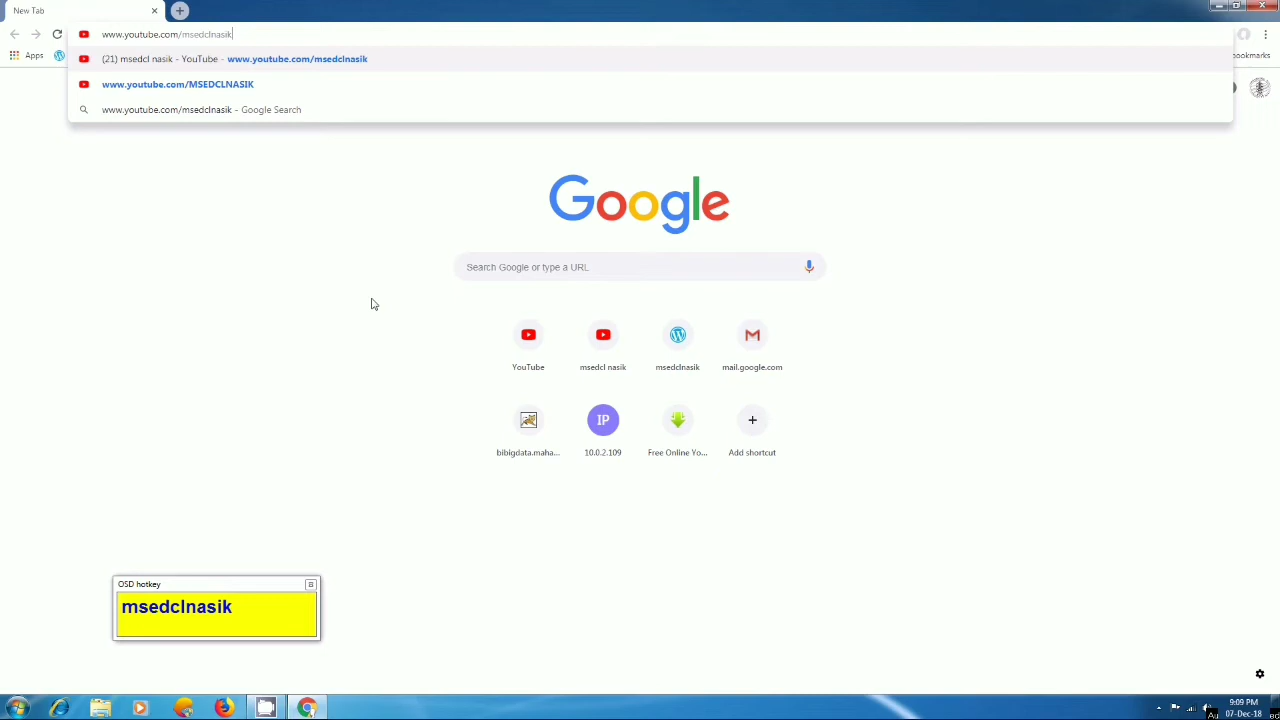 New Tab
www.youtube.com/msedclnasik
(21) msedcl nasik - YouTube - www.youtube.com/msedclnasik
www.youtube.com/MSEDCLNASIK
www.youtube.com/msedclnasik - Google Search
Apps
bookmarks
Google
Search Google or type a URL
YouTube
msedcl nasik
msedclnasik
mail.google.com
IP
bibigdata.maha...
10.0.2.109
Free Online Yo...
Add shortcut
OSD hotkey
msedclnasik
9:09 PM
07-Dec-18